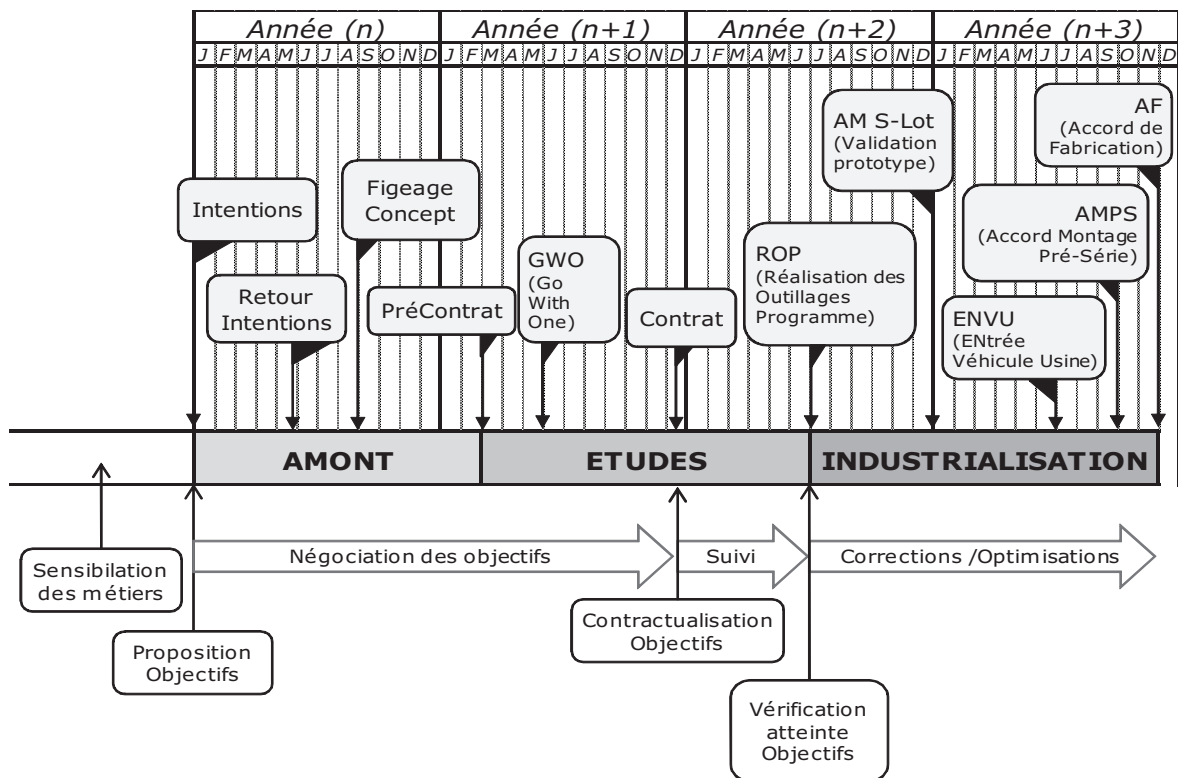 Année (n)
Année (n+1)
Année (n+2)
Année (n+3)
J F M A M J J A S O N D
J F M A M J J A S O N D
J F M A M J J A S O N D
J F M A M J J A S O N D
Intentions
Retour
Intentions
Figeage
Concept
PréContrat
GWO
(Go
With
One)
Contrat
ROP
(Réalisation des
Outillages
Programme)
AM S-Lot
(Validation
prototype)
ENVU
(ENtrée
Véhicule Usine)
AMPS
(Accord Montage
Pré-Série)
AF
(Accord de
Fabrication)
AMONT
ETUDES
INDUSTRIALISATION
Négociation des objectifs
Suivi
Corrections /Optimisations
Sensibilation
des métiers
Proposition
Objectifs
Contractualisation
Objectifs
Vérification
atteinte
Objectifs